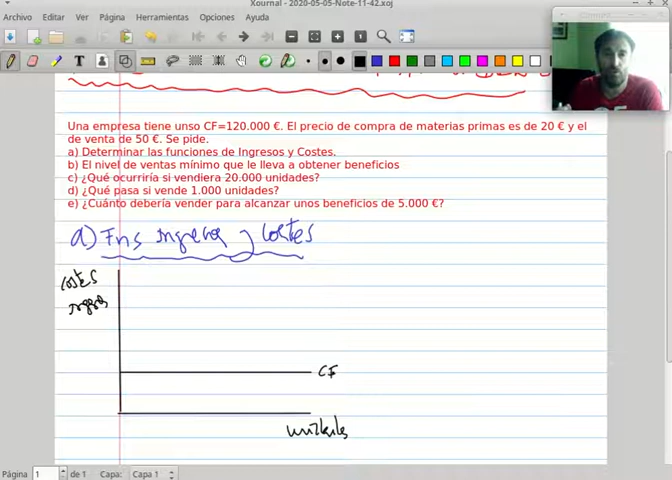 Xournal - 2020-05-05-Note-11-42.xoj
Archivo Editar Ver Página Herramientas Opciones Ayuda
Una empresa tiene unso CF=120.000 €. El precio de compra de materias primas es de 20 € y el
de venta de 50 €. Se pide.
a) Determinar las funciones de Ingresos y Costes.
b) El nivel de ventas mínimo que le lleva a obtener beneficios
c) ¿Qué ocurriría si vendiera 20.000 unidades?
d) ¿Qué pasa si vende 1.000 unidades?
e) ¿Cuánto debería vender para alcanzar unos beneficios de 5.000 €?
a) Fns ingresos y costes
costes
CF
Página 1 de 1 Capa: Capa 1